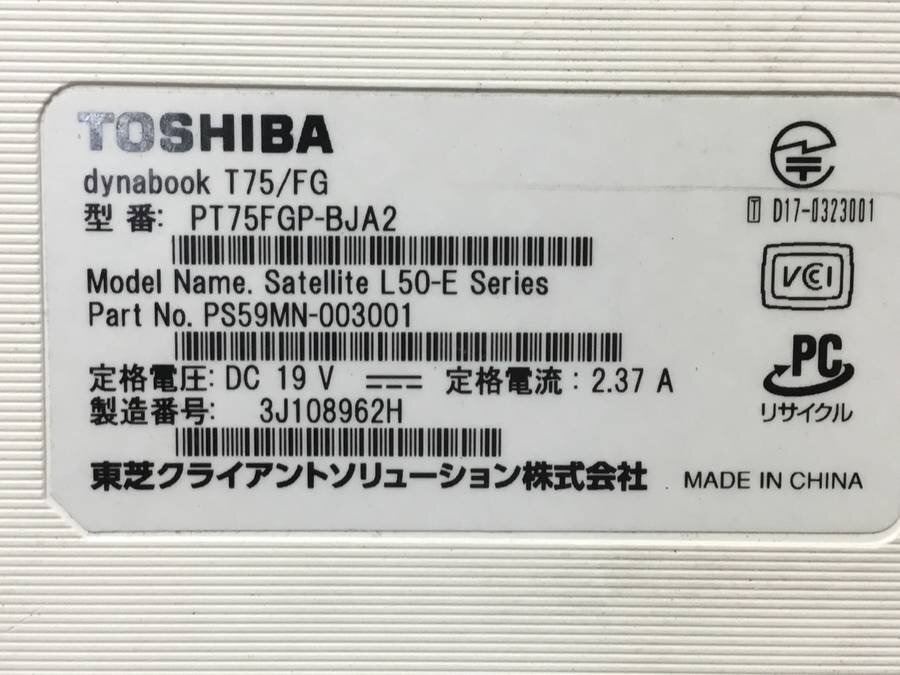 TOSHIBA
dynabook T75/FG
型 番: PT75FGP-BJA2
Model Name. Satellite L50-E Series
Part No. PS59MN-003001
定格電圧: DC 19 V 定格電流 : 2.37 A
製造番号: 3J108962H
東芝クライアントソリューション株式会社 MADE IN CHINA
T D17-0323001
VCCI
PC
リサイクル